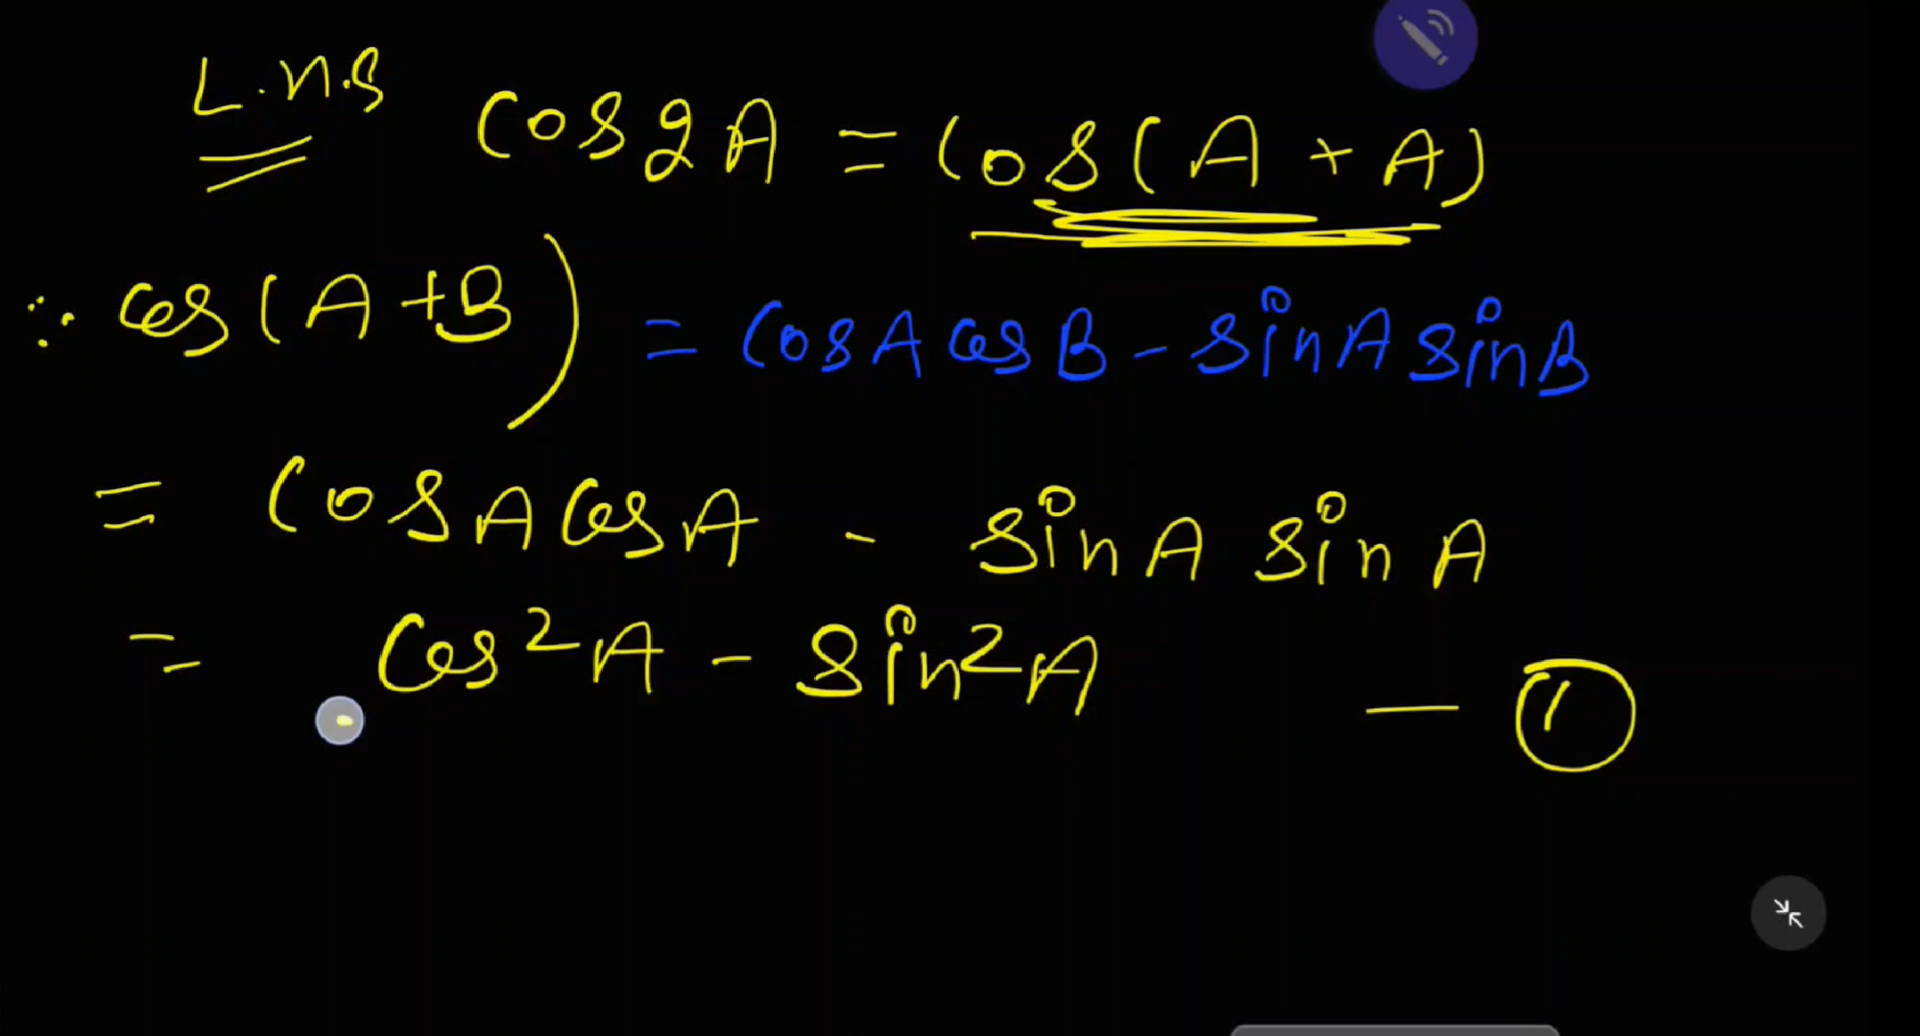 L.H.S cos2A = cos(A + A)
∵ cos(A+B) = cosA cosB - sinA sinB
= cosA cosA - sinA sinA
= cos²A - sin²A — ①